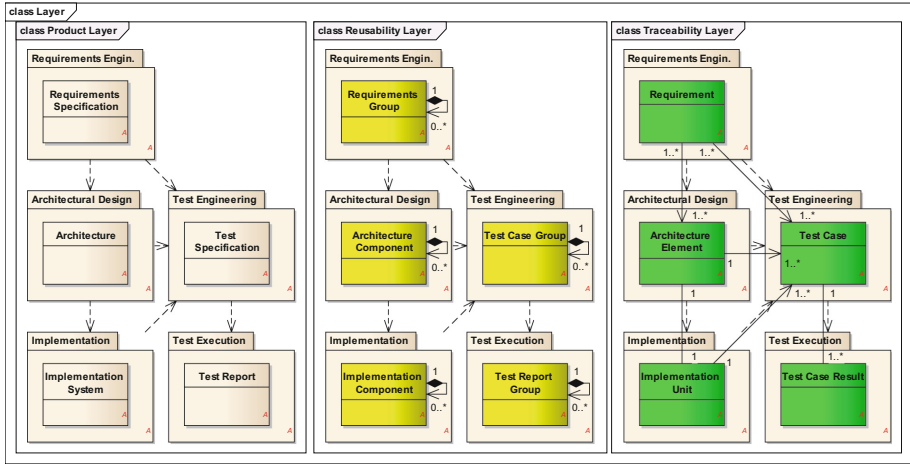 class Layer
class Product Layer
Requirements Engin.
Requirements
Specification
A
A
Architectural Design
Architecture
A
A
Test Engineering
Test
Specification
A
A
Implementation
Implementation
System
A
A
Test Execution
Test Report
A
A
class Reusability Layer
Requirements Engin.
Requirements
Group
1
0..*
A
A
Architectural Design
Architecture
Component
1
0..*
A
A
Test Engineering
Test Case Group
1
0..*
A
A
Implementation
Implementation
Component
1
0..*
A
A
Test Execution
Test Report
Group
1
0..*
A
A
class Traceability Layer
Requirements Engin.
Requirement
A
A
1..*
1..*
Architectural Design
1..*
Architecture
Element
1
A
A
1
Test Engineering
1..*
Test Case
1..*
A
A
1..*
1
Implementation
1
1
Implementation
Unit
A
A
Test Execution
1..*
Test Case Result
A
A